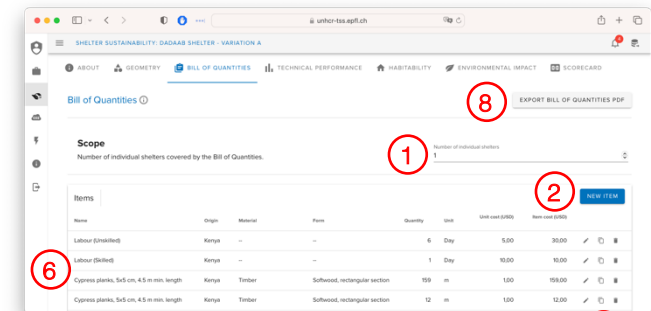 unhcr-tss.epfl.ch
SHELTER SUSTAINABILITY: DADAAB SHELTER - VARIATION A
ABOUT GEOMETRY BILL OF QUANTITIES TECHNICAL PERFORMANCE HABITABILITY ENVIRONMENTAL IMPACT SCORECARD
Bill of Quantities
8
EXPORT BILL OF QUANTITIES PDF
Scope
Number of individual shelters covered by the Bill of Quantities.
1
Number of individual shelters
1
Items
2
NEW ITEM
Name Origin Material Form Quantity Unit Unit cost (USD) Item cost (USD)
Labour (Unskilled) Kenya – – 6 Day 5,00 30,00
Labour (Skilled) Kenya – – 1 Day 10,00 10,00
6
Cypress planks, 5x5 cm, 4.5 m min. length Kenya Timber Softwood, rectangular section 159 m 1,00 159,00
Cypress planks, 5x5 cm, 4.5 m min. length Kenya Timber Softwood, rectangular section 12 m 1,00 12,00